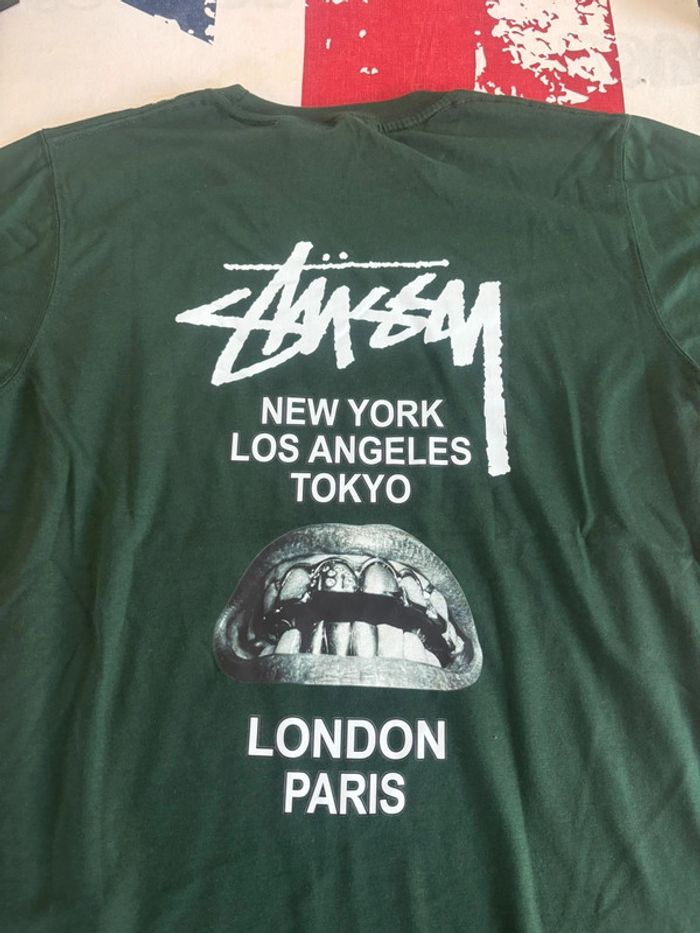 Stüssy
NEW YORK
LOS ANGELES
TOKYO
LONDON
PARIS